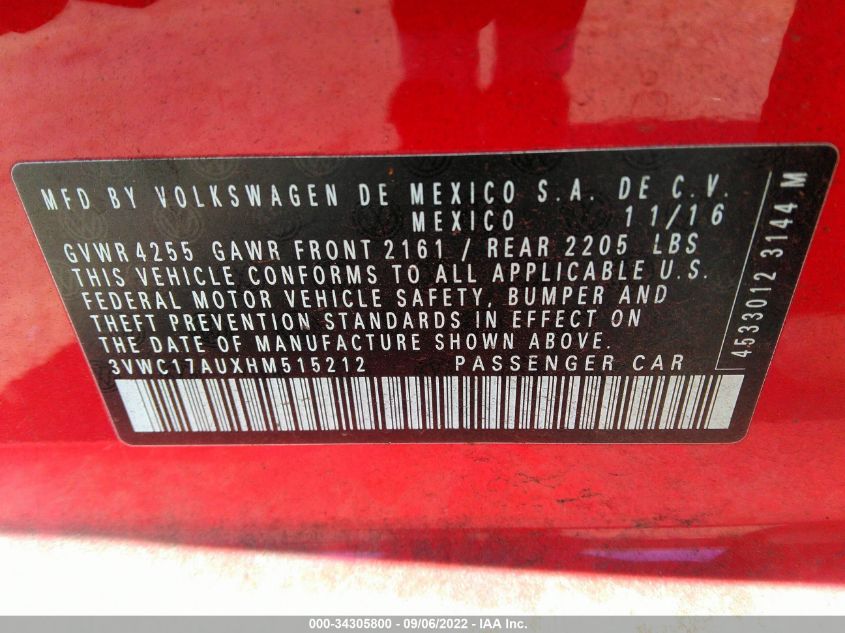 MFD BY VOLKSWAGEN DE MEXICO S.A. DE C.V.
MEXICO 11/16
GVWR 4255 GAWR FRONT 2161 / REAR 2205 LBS
THIS VEHICLE CONFORMS TO ALL APPLICABLE U.S.
FEDERAL MOTOR VEHICLE SAFETY, BUMPER AND
THEFT PREVENTION STANDARDS IN EFFECT ON
THE DATE OF MANUFACTURE SHOWN ABOVE.
3VWC17AUXHM515212 PASSENGER CAR
4533012 3144 M
000-34305800 - 09/06/2022 - IAA Inc.